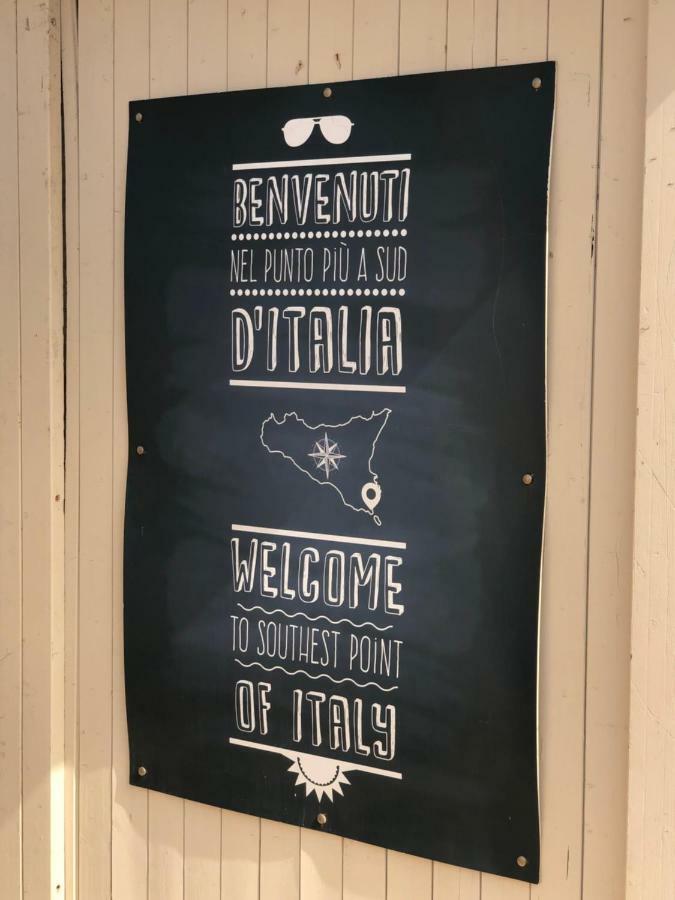 BENVENUTI
NEL PUNTO PIÙ A SUD
D'ITALIA
WELCOME
TO SOUTHEST POINT
OF ITALY